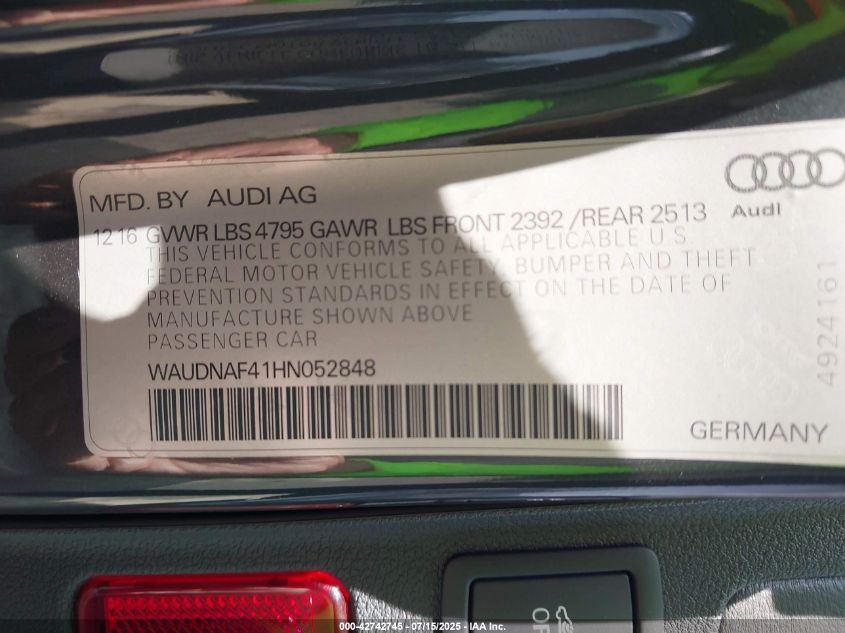 MFD. BY AUDI AG
12 16 GVWR LBS 4795 GAWR LBS FRONT 2392 /REAR 2513
THIS VEHICLE CONFORMS TO ALL APPLICABLE U S
FEDERAL MOTOR VEHICLE SAFETY, BUMPER AND THEFT
PREVENTION STANDARDS IN EFFECT ON THE DATE OF
MANUFACTURE SHOWN ABOVE
PASSENGER CAR
WAUDNAF41HN052848
Audi
4924161
GERMANY
OF
000-42742745 - 07/15/2025 - IAA Inc.